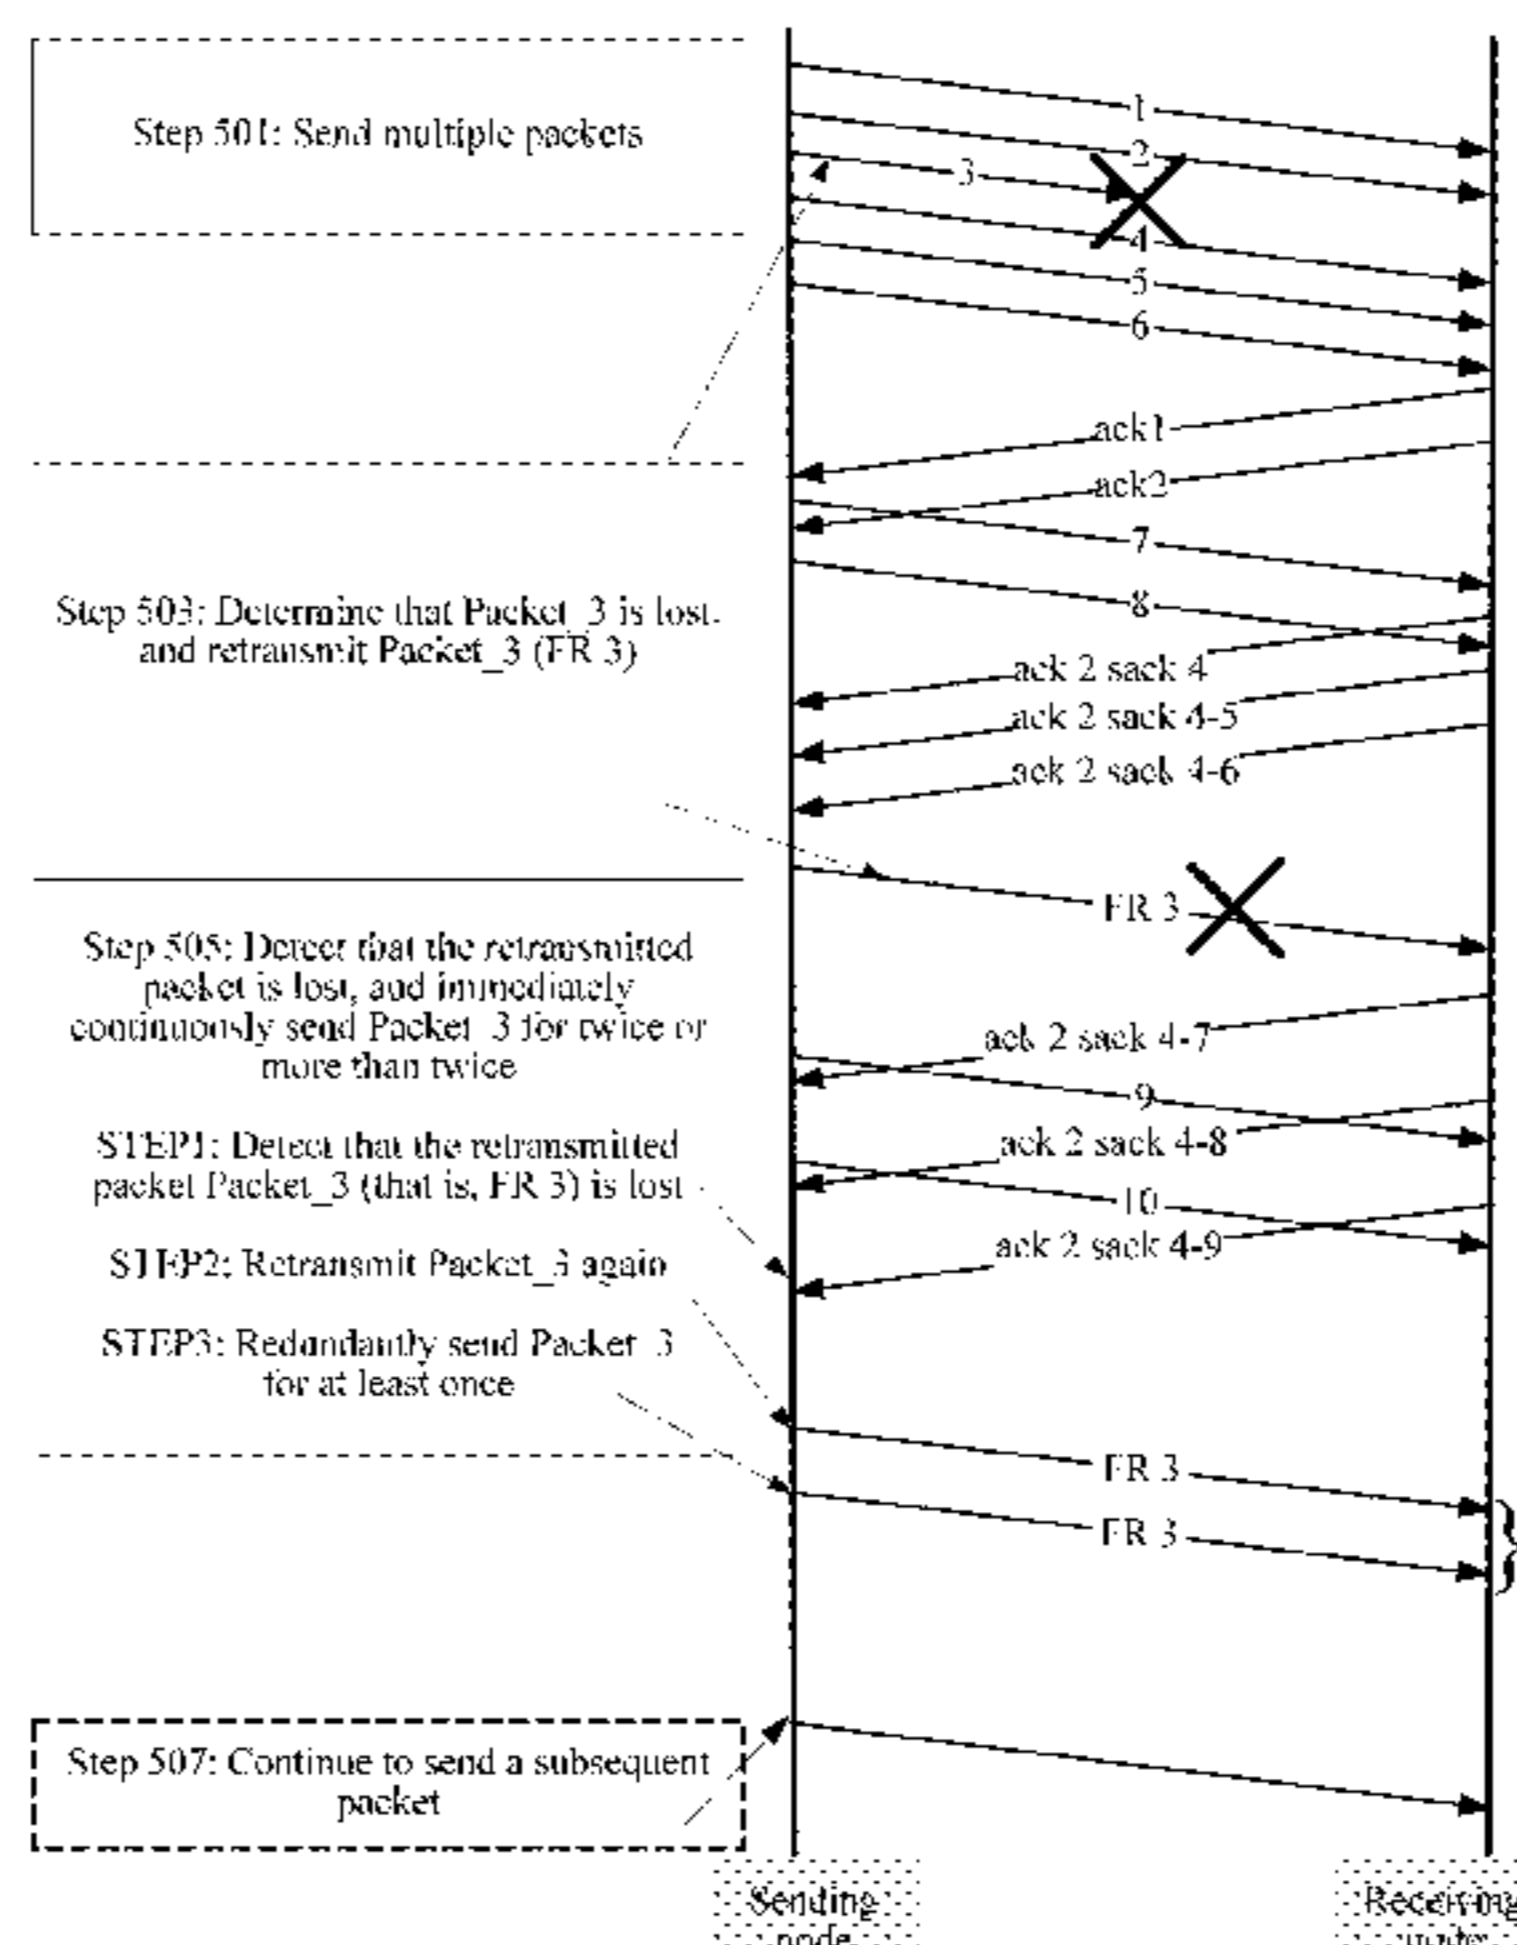 Step 501: Send multiple packets
1
2
3
4
5
6
ack1
ack2
7
Step 503: Determine that Packet_3 is lost,
and retransmit Packet_3 (FR 3)
8
ack 2 sack 4
ack 2 sack 4-5
ack 2 sack 4-6
FR 3
Step 505: Detect that the retransmitted
packet is lost, and immediately
continuously send Packet_3 for twice or
more than twice
ack 2 sack 4-7
9
STEP1: Detect that the retransmitted
packet Packet_3 (that is, FR 3) is lost
ack 2 sack 4-8
10
STEP2: Retransmit Packet_3 again
ack 2 sack 4-9
STEP3: Redundantly send Packet_3
for at least once
FR 3
FR 3
Step 507: Continue to send a subsequent
packet
Sending
node
Receiving
node